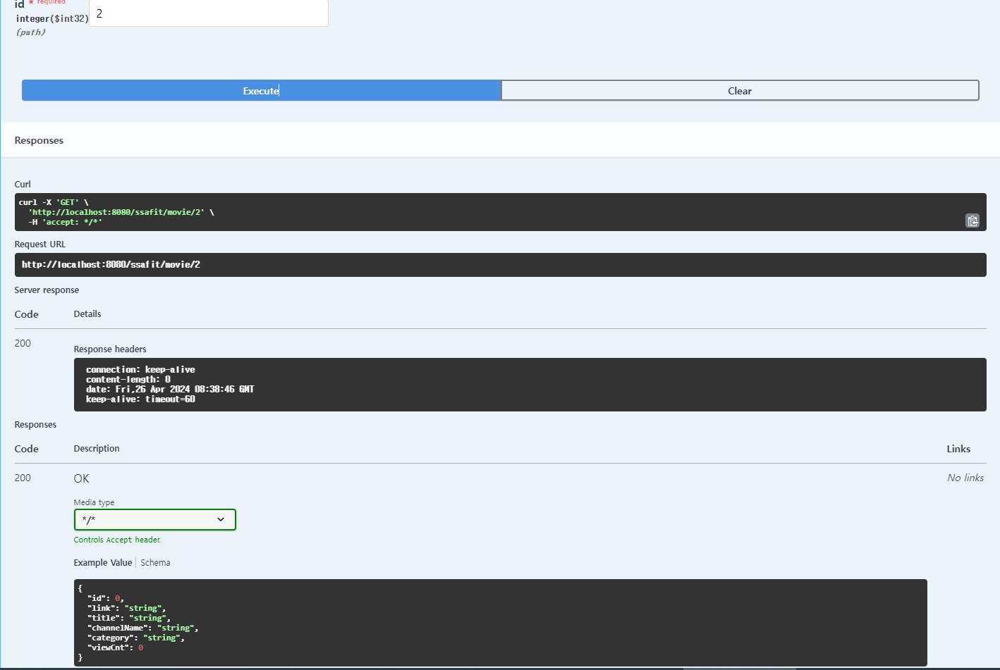 id * required
integer($int32)
2
(path)
Execute
Clear
Responses
Curl
curl -X 'GET' \
'http://localhost:8080/ssafit/movie/2' \
-H 'accept: */*'
Request URL
http://localhost:8080/ssafit/movie/2
Server response
Code Details
200
Response headers
connection: keep-alive
content-length: 0
date: Fri,26 Apr 2024 08:38:46 GMT
keep-alive: timeout=60
Responses
Code Description Links
200 OK No links
Media type
*/*
Controls Accept header.
Example Value Schema
{
"id": 0,
"link": "string",
"title": "string",
"channelName": "string",
"category": "string",
"viewCnt": 0
}